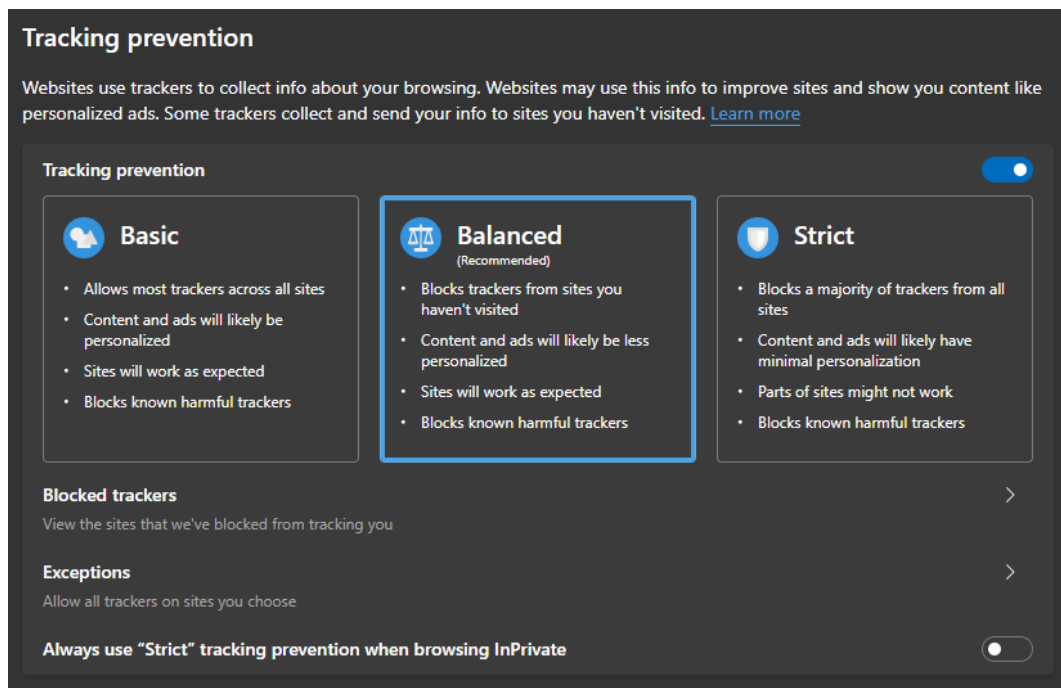 Tracking prevention
Websites use trackers to collect info about your browsing. Websites may use this info to improve sites and show you content like
personalized ads. Some trackers collect and send your info to sites you haven't visited. Learn more
Tracking prevention
Basic
• Allows most trackers across all sites
• Content and ads will likely be
personalized
• Sites will work as expected
• Blocks known harmful trackers
Balanced
(Recommended)
• Blocks trackers from sites you
haven't visited
• Content and ads will likely be less
personalized
• Sites will work as expected
• Blocks known harmful trackers
Strict
• Blocks a majority of trackers from all
sites
• Content and ads will likely have
minimal personalization
• Parts of sites might not work
• Blocks known harmful trackers
Blocked trackers
View the sites that we've blocked from tracking you
Exceptions
Allow all trackers on sites you choose
Always use “Strict” tracking prevention when browsing InPrivate